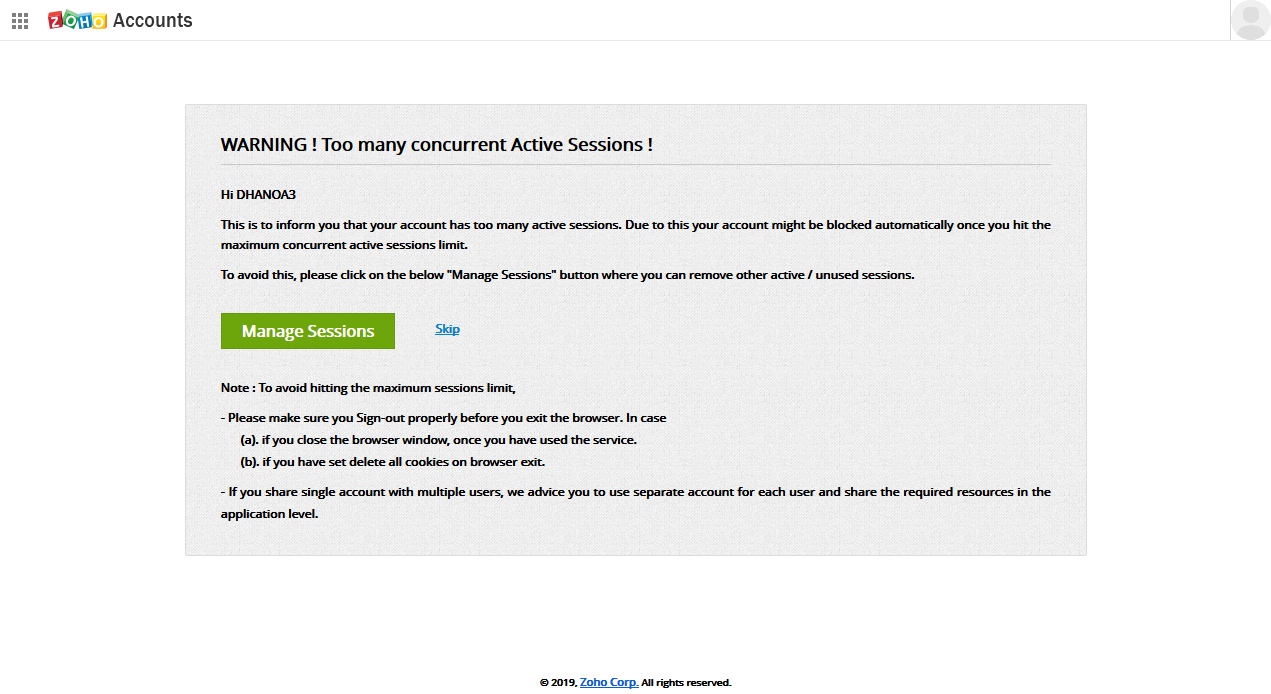 ZOHO Accounts
WARNING ! Too many concurrent Active Sessions !
Hi DHANOA3
This is to inform you that your account has too many active sessions. Due to this your account might be blocked automatically once you hit the
maximum concurrent active sessions limit.
To avoid this, please click on the below "Manage Sessions" button where you can remove other active / unused sessions.
Manage Sessions Skip
Note : To avoid hitting the maximum sessions limit,
- Please make sure you Sign-out properly before you exit the browser. In case
(a). if you close the browser window, once you have used the service.
(b). if you have set delete all cookies on browser exit.
- If you share single account with multiple users, we advice you to use separate account for each user and share the required resources in the
application level.
© 2019, Zoho Corp. All rights reserved.